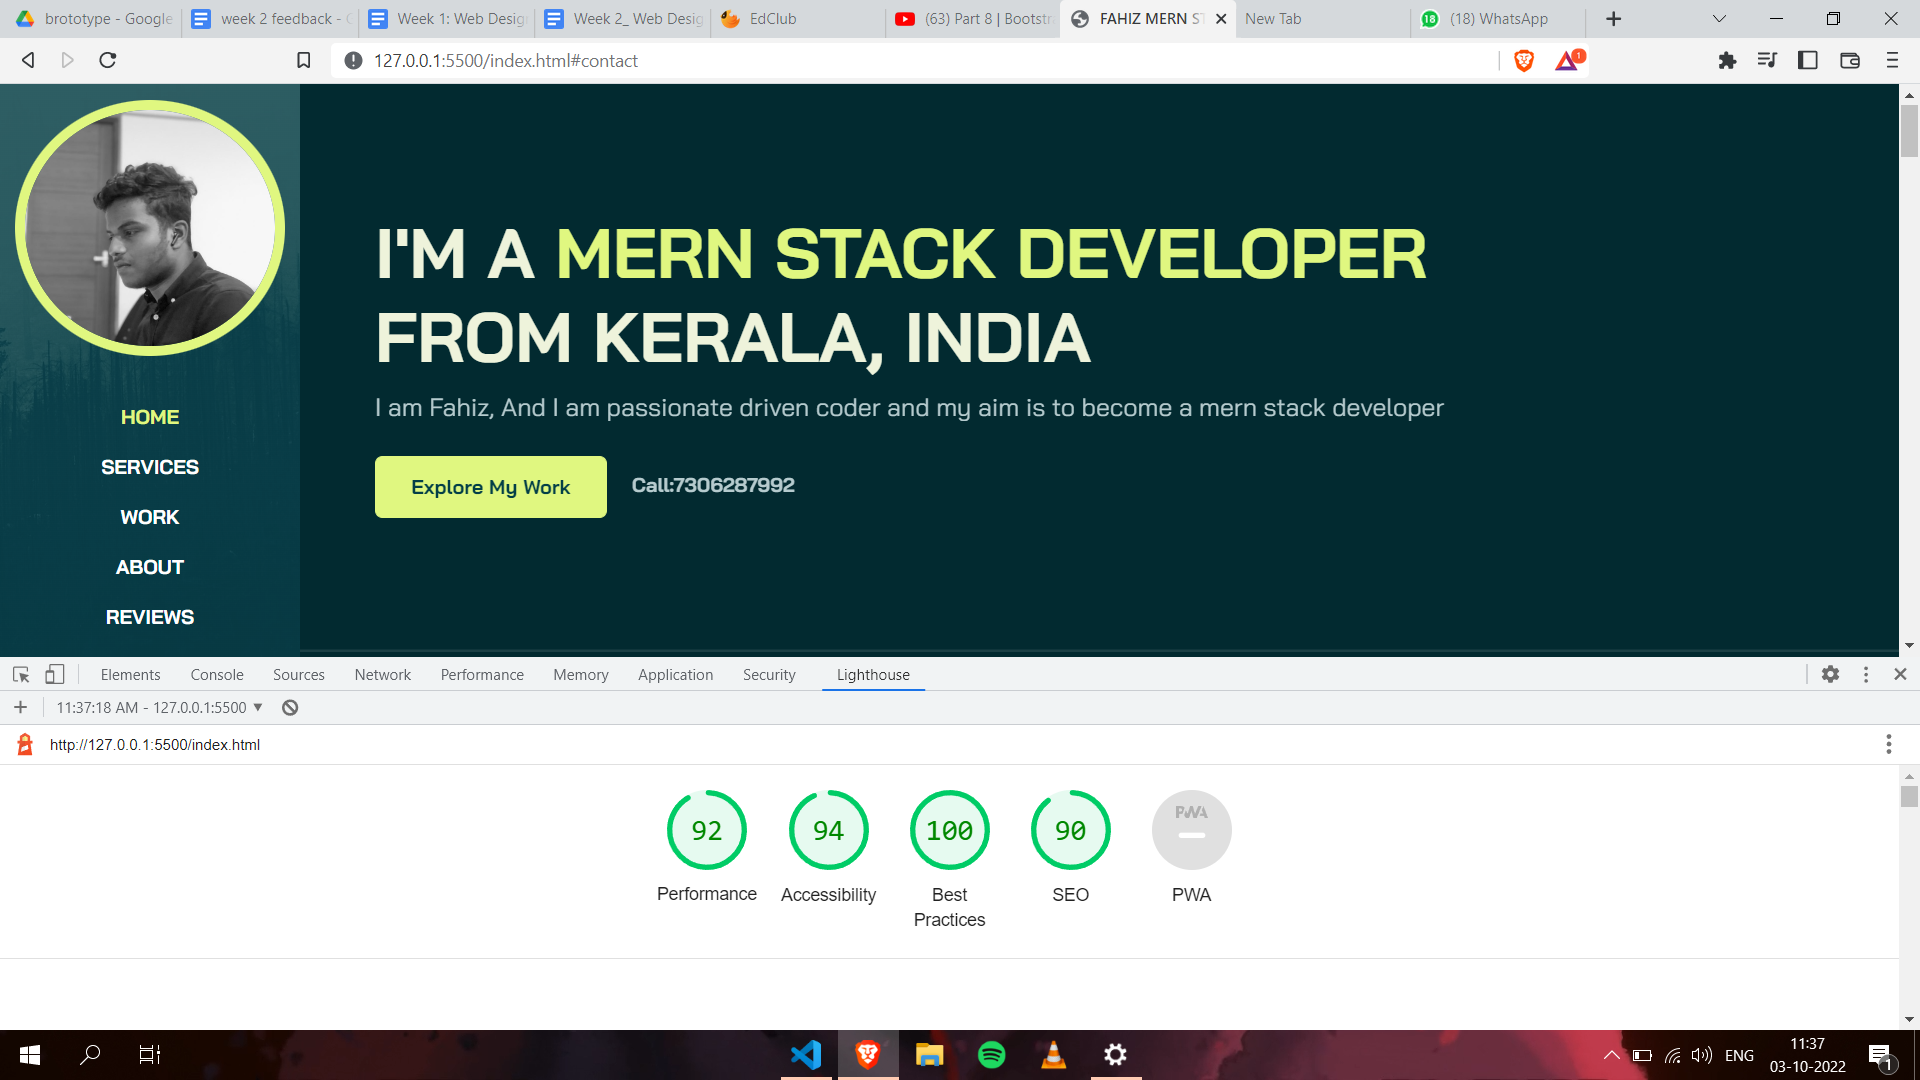 brototype - Google
week 2 feedback - G
Week 1: Web Desig
Week 2_ Web Desig
EdClub
(63) Part 8 | Bootstr
FAHIZ MERN ST
New Tab
18
(18) WhatsApp
127.0.0.1:5500/index.html#contact
1
I'M A MERN STACK DEVELOPER
FROM KERALA, INDIA
I am Fahiz, And I am passionate driven coder and my aim is to become a mern stack developer
Explore My Work
Call:7306287992
HOME
SERVICES
WORK
ABOUT
REVIEWS
Elements
Console
Sources
Network
Performance
Memory
Application
Security
Lighthouse
11:37:18 AM - 127.0.0.1:5500
http://127.0.0.1:5500/index.html
92
94
100
90
PWA
Performance
Accessibility
Best
Practices
SEO
PWA
ENG
11:37
03-10-2022
1